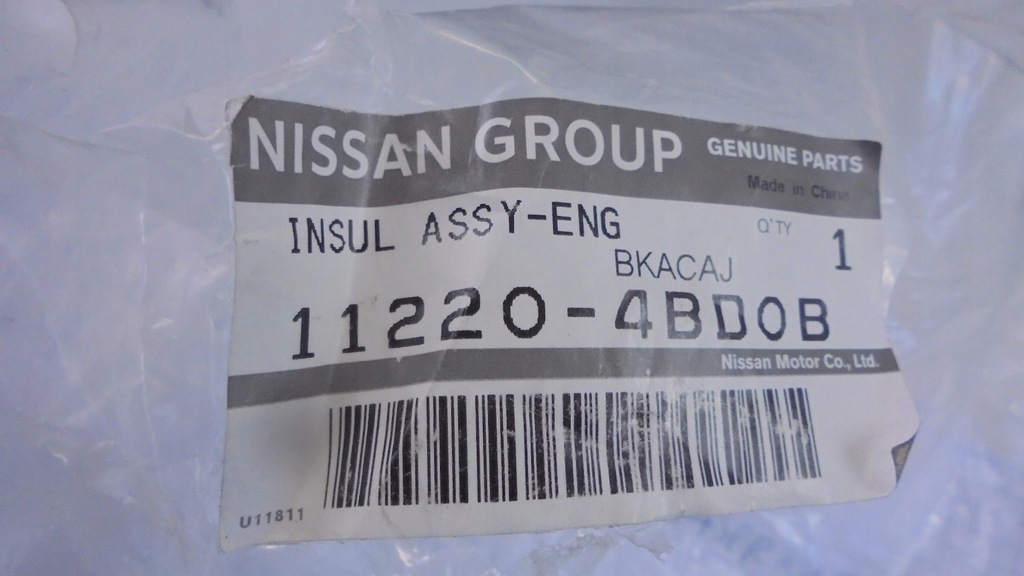 NISSAN GROUP GENUINE PARTS
Made in China
INSUL ASSY-ENG Q'TY 1
BKACAJ
11220-4BD0B
Nissan Motor Co., Ltd.
U11811